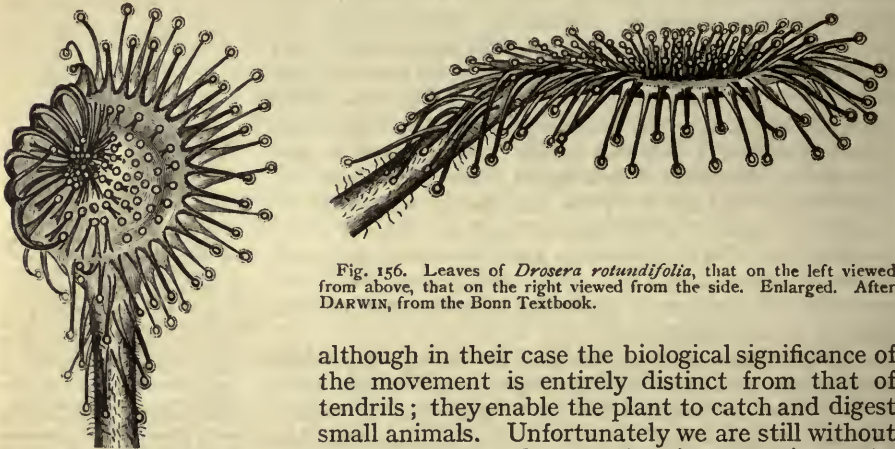 Fig. 156. Leaves of Drosera rotundifolia, that on the left viewed
from above, that on the right viewed from the side. Enlarged. After
DARWIN, from the Bonn Textbook.
although in their case the biological significance of
the movement is entirely distinct from that of
tendrils ; they enable the plant to catch and digest
small animals. Unfortunately we are still without